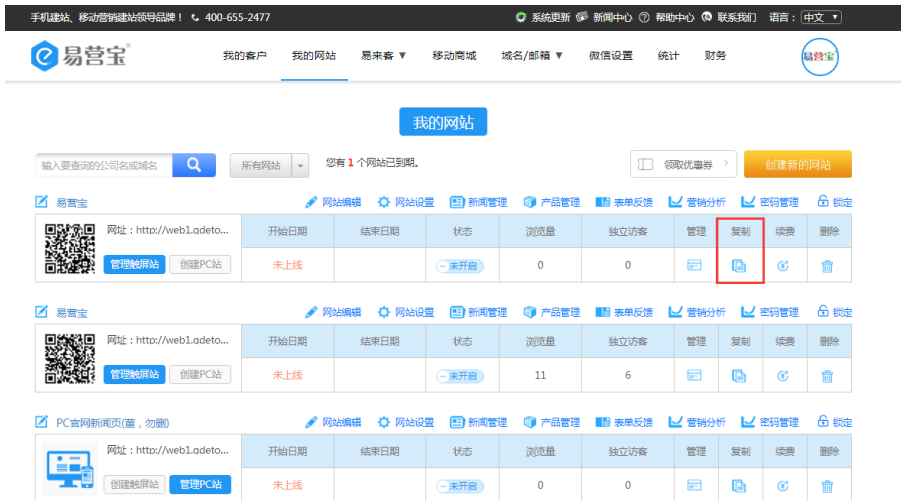 手机建站、移动营销建站领导品牌！ 400-655-2477 系统更新 新闻中心 帮助中心 联系我们 语言： 中文
易营宝 我的客户 我的网站 易来客 移动商城 域名/邮箱 微信设置 统计 财务 易营宝
我的网站
输入要查询的公司名或域名 所有网站 您有 1 个网站已到期。 领取优惠券 创建新的网站
易营宝 网站编辑 网站设置 新闻管理 产品管理 表单反馈 营销分析 密码管理 锁定
网址：http://web1.qdeto... 开始日期 结束日期 状态 浏览量 独立访客 管理 复制 续费 删除
管理触屏站 创建PC站 未上线 未开启 0 0
易营宝 网站编辑 网站设置 新闻管理 产品管理 表单反馈 营销分析 密码管理 锁定
网址：http://web1.qdeto... 开始日期 结束日期 状态 浏览量 独立访客 管理 复制 续费 删除
管理触屏站 创建PC站 未上线 未开启 11 6
PC官网新闻页(董，勿删) 网站编辑 网站设置 新闻管理 产品管理 表单反馈 营销分析 密码管理 锁定
网址：http://web1.qdeto... 开始日期 结束日期 状态 浏览量 独立访客 管理 复制 续费 删除
创建触屏站 管理PC站 未上线 未开启 0 0